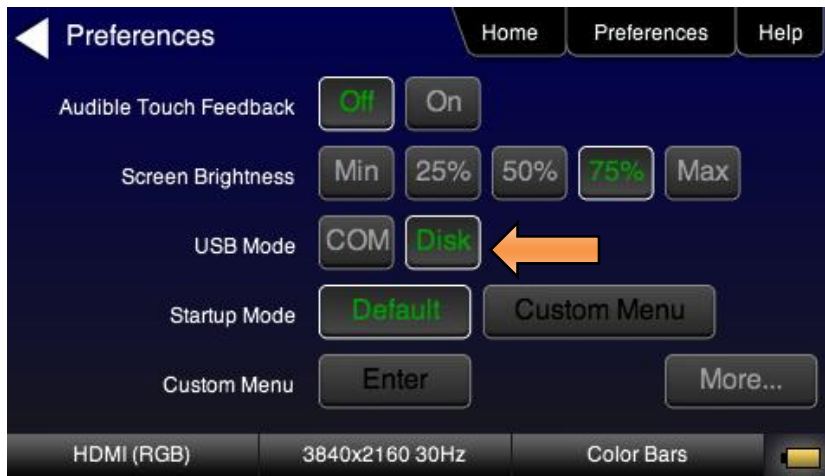 Preferences Home Preferences Help
Audible Touch Feedback Off On
Screen Brightness Min 25% 50% 75% Max
USB Mode COM Disk
Startup Mode Default Custom Menu
Custom Menu Enter More...
HDMI (RGB) 3840x2160 30Hz Color Bars